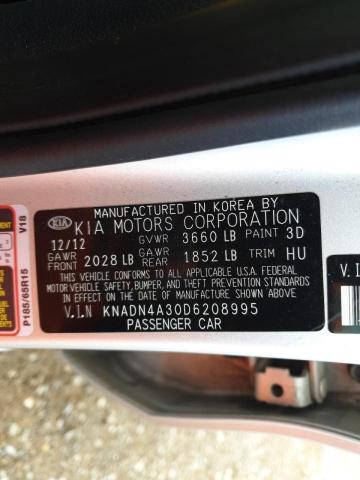 MANUFACTURED IN KOREA BY
KIA KIA MOTORS CORPORATION
12/12 GVWR 3660 LB PAINT 3D
GAWR FRONT 2028 LB GAWR REAR 1852 LB TRIM HU
THIS VEHICLE CONFORMS TO ALL APPLICABLE U.S.A. FEDERAL
MOTOR VEHICLE SAFETY, BUMPER, AND THEFT PREVENTION STANDARDS
IN EFFECT ON THE DATE OF MANUFACTURE SHOWN ABOVE.
V.I.N KNADN4A30D6208995
PASSENGER CAR
P185/65R15 V18
V.I